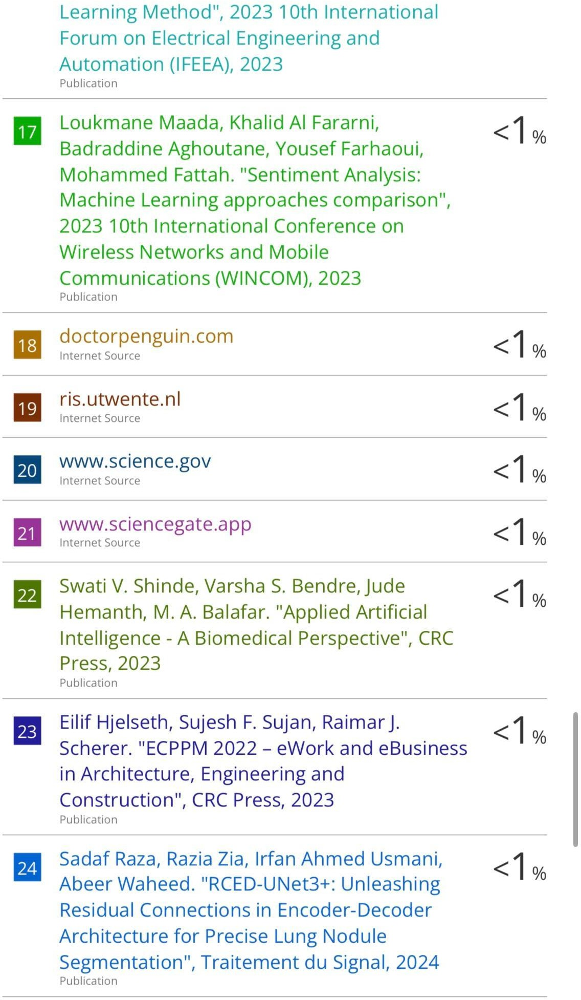 Learning Method", 2023 10th International
Forum on Electrical Engineering and
Automation (IFEEA), 2023
Publication
17
Loukmane Maada, Khalid Al Fararni,
Badraddine Aghoutane, Yousef Farhaoui,
Mohammed Fattah. "Sentiment Analysis:
Machine Learning approaches comparison",
2023 10th International Conference on
Wireless Networks and Mobile
Communications (WINCOM), 2023
Publication
<1%
18
doctorpenguin.com
Internet Source
<1%
19
ris.utwente.nl
Internet Source
<1%
20
www.science.gov
Internet Source
<1%
21
www.sciencegate.app
Internet Source
<1%
22
Swati V. Shinde, Varsha S. Bendre, Jude
Hemanth, M. A. Balafar. "Applied Artificial
Intelligence - A Biomedical Perspective", CRC
Press, 2023
Publication
<1%
23
Eilif Hjelseth, Sujesh F. Sujan, Raimar J.
Scherer. "ECPPM 2022 – eWork and eBusiness
in Architecture, Engineering and
Construction", CRC Press, 2023
Publication
<1%
24
Sadaf Raza, Razia Zia, Irfan Ahmed Usmani,
Abeer Waheed. "RCED-UNet3+: Unleashing
Residual Connections in Encoder-Decoder
Architecture for Precise Lung Nodule
Segmentation", Traitement du Signal, 2024
Publication
<1%